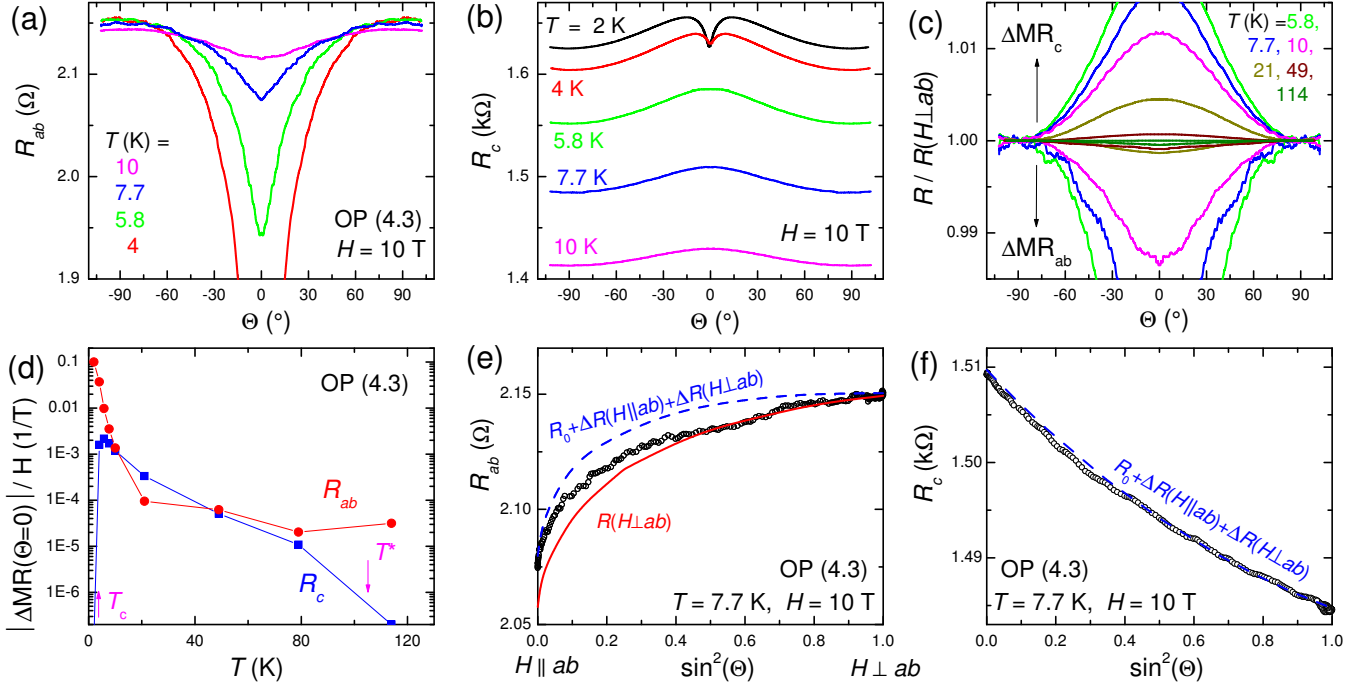 (a)
2.1
2.0
1.9
R_ab (Ω)
T (K) =
10
7.7
5.8
4
OP (4.3)
H = 10 T
-90 -60 -30 0 30 60 90
Θ (°)
(b)
1.6
1.5
1.4
R_c (kΩ)
T = 2 K
4 K
5.8 K
7.7 K
10 K
H = 10 T
-90 -60 -30 0 30 60 90
Θ (°)
(c)
1.01
1.00
0.99
R / R(H⊥ab)
ΔMR_c
ΔMR_ab
T (K) = 5.8,
7.7, 10,
21, 49,
114
-90 -60 -30 0 30 60 90
Θ (°)
(d)
0.1
0.01
1E-3
1E-4
1E-5
1E-6
|ΔMR(Θ=0)| / H (1/T)
OP (4.3)
R_ab
R_c
T*
T_c
0 40 80 120
T (K)
(e)
2.15
2.10
2.05
R_ab (Ω)
R_0+ΔR(H||ab)+ΔR(H⊥ab)
R(H⊥ab)
OP (4.3)
T = 7.7 K, H = 10 T
0.0 0.2 0.4 0.6 0.8 1.0
H || ab sin²(Θ) H ⊥ ab
(f)
1.51
1.50
1.49
R_c (kΩ)
R_0+ΔR(H||ab)+ΔR(H⊥ab)
OP (4.3)
T = 7.7 K, H = 10 T
0.0 0.2 0.4 0.6 0.8 1.0
sin²(Θ)